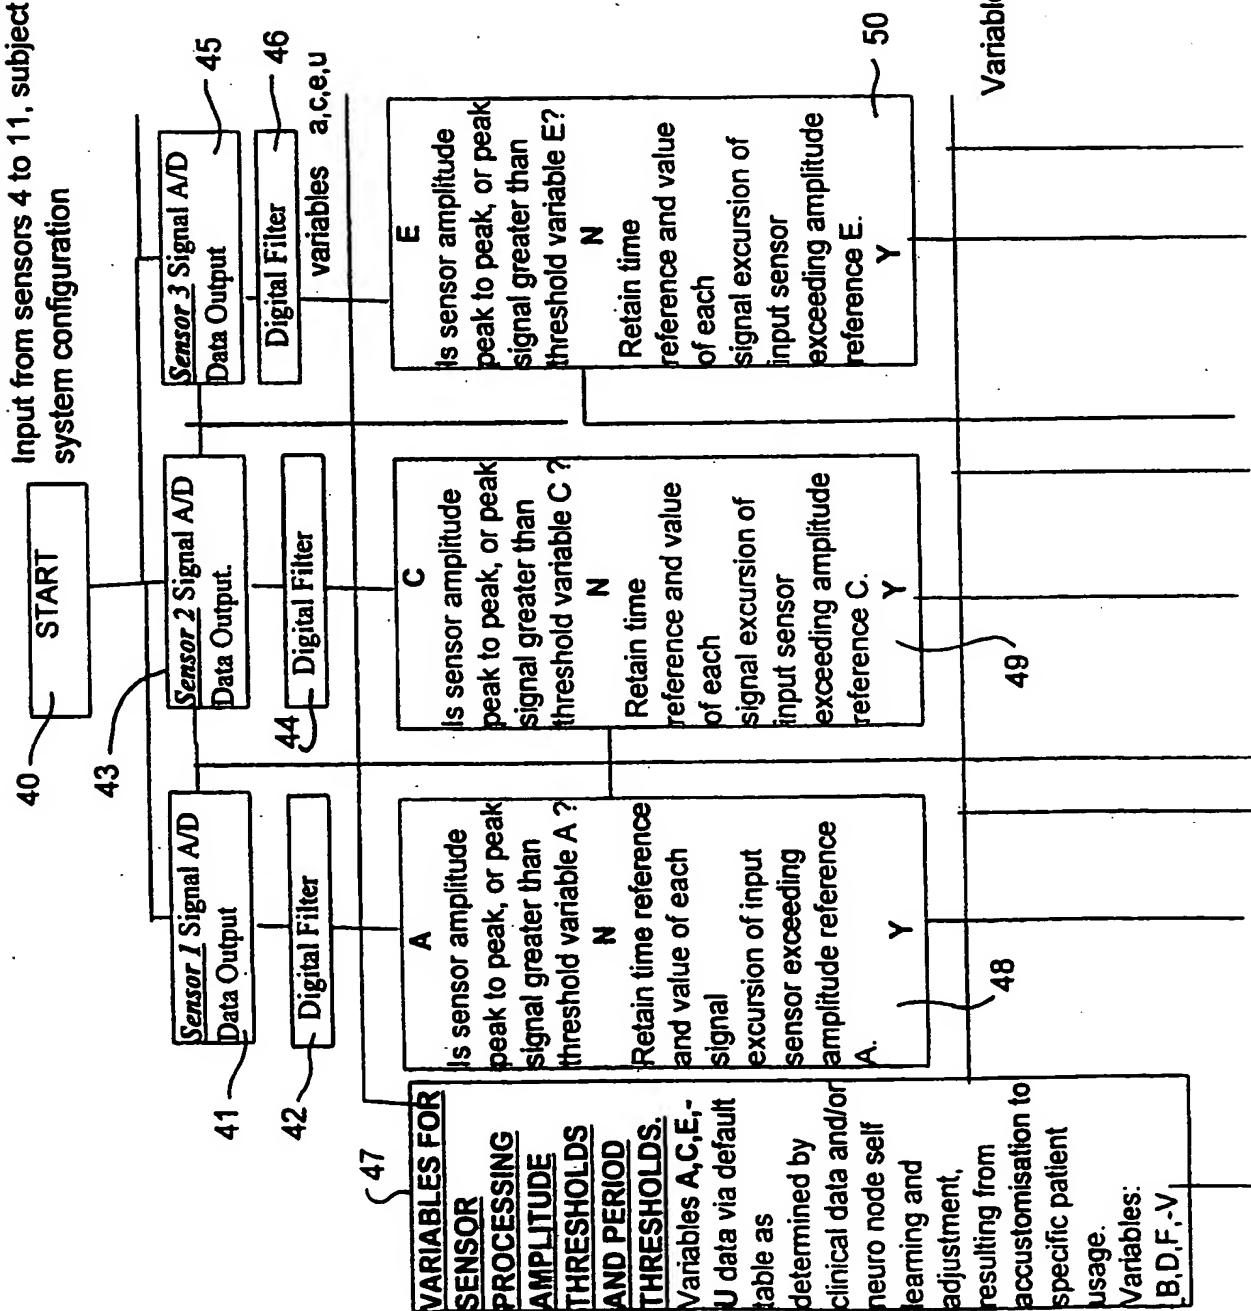 Input from sensors 4 to 11, subject
system configuration
40
START
43
45
46
Sensor 1 Signal A/D
Data Output
Sensor 2 Signal A/D
Data Output.
Sensor 3 Signal A/D
Data Output
41
42
Digital Filter
44
Digital Filter
Digital Filter
variables a,c,e,u
47
VARIABLES FOR
SENSOR
PROCESSING
AMPLITUDE
THRESHOLDS
AND PERIOD
THRESHOLDS.
Variables A,C,E,-
U data via default
table as
determined by
clinical data and/or
neuro node self
learning and
adjustment,
resulting from
accustomisation to
specific patient
usage.
Variables:
B,D,F,-V
A
Is sensor amplitude
peak to peak, or peak
signal greater than
threshold variable A ?
N
Retain time reference
and value of each
signal
excursion of input
sensor exceeding
amplitude reference
A.
Y
48
C
Is sensor amplitude
peak to peak, or peak
signal greater than
threshold variable C ?
N
Retain time
reference and value
of each
signal excursion of
input sensor
exceeding amplitude
reference C.
Y
49
E
Is sensor amplitude
peak to peak, or peak
signal greater than
threshold variable E?
N
Retain time
reference and value
of each
signal excursion of
input sensor
exceeding amplitude
reference E.
Y
50